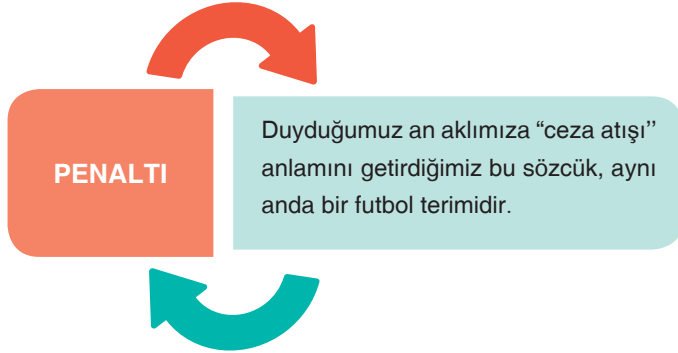 PENALTI
Duyduğumuz an aklımıza “ceza atışı’’
anlamını getirdiğimiz bu sözcük, aynı
anda bir futbol terimidir.